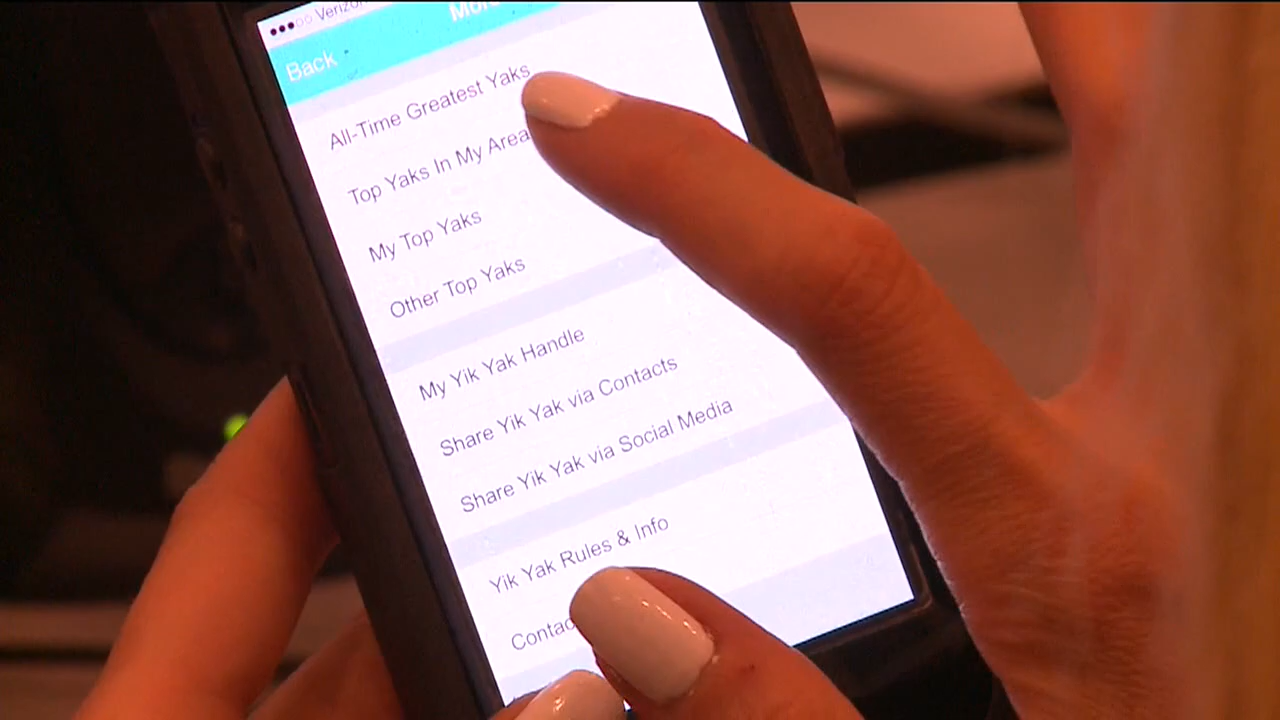 Verizon
Back
More
All-Time Greatest Yaks
Top Yaks In My Area
My Top Yaks
Other Top Yaks
My Yik Yak Handle
Share Yik Yak via Contacts
Share Yik Yak via Social Media
Yik Yak Rules & Info